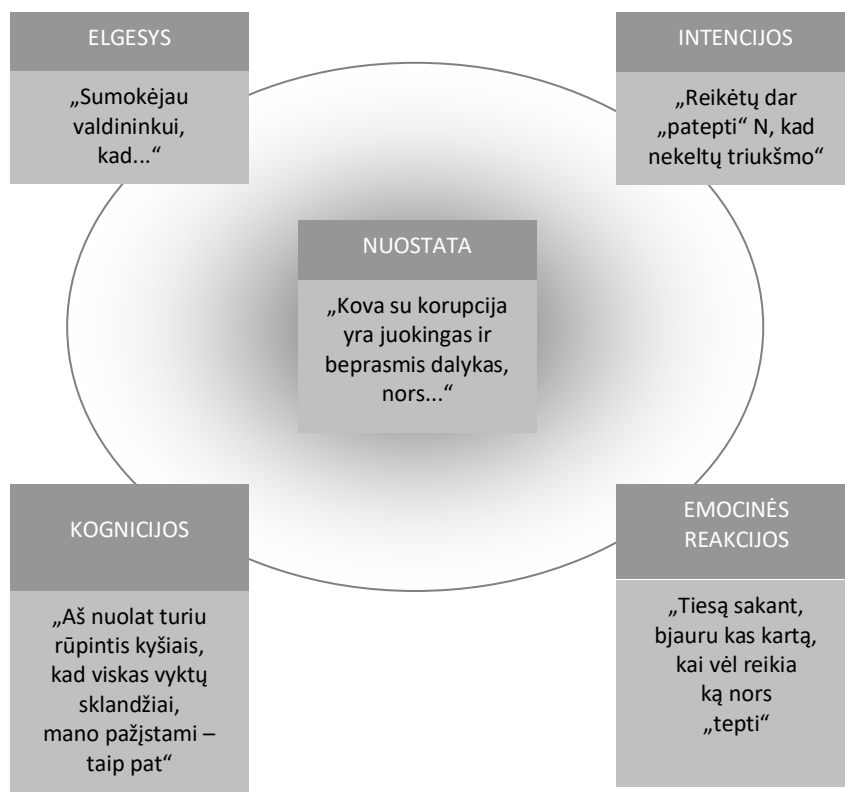 ELGESYS
„Sumokėjau
valdininkui,
kad...“
INTENCIJOS
„Reikėtų dar
„patepti“ N, kad
nekeltų triukšmo“
NUOSTATA
„Kova su korupcija
yra juokingas ir
beprasmis dalykas,
nors...“
KOGNICIJOS
„Aš nuolat turiu
rūpintis kyšiais,
kad viskas vyktų
sklandžiai,
mano pažįstami –
taip pat“
EMOCINĖS
REAKCIJOS
„Tiesą sakant,
bjauru kas kartą,
kai vėl reikia
ką nors
„tepti“